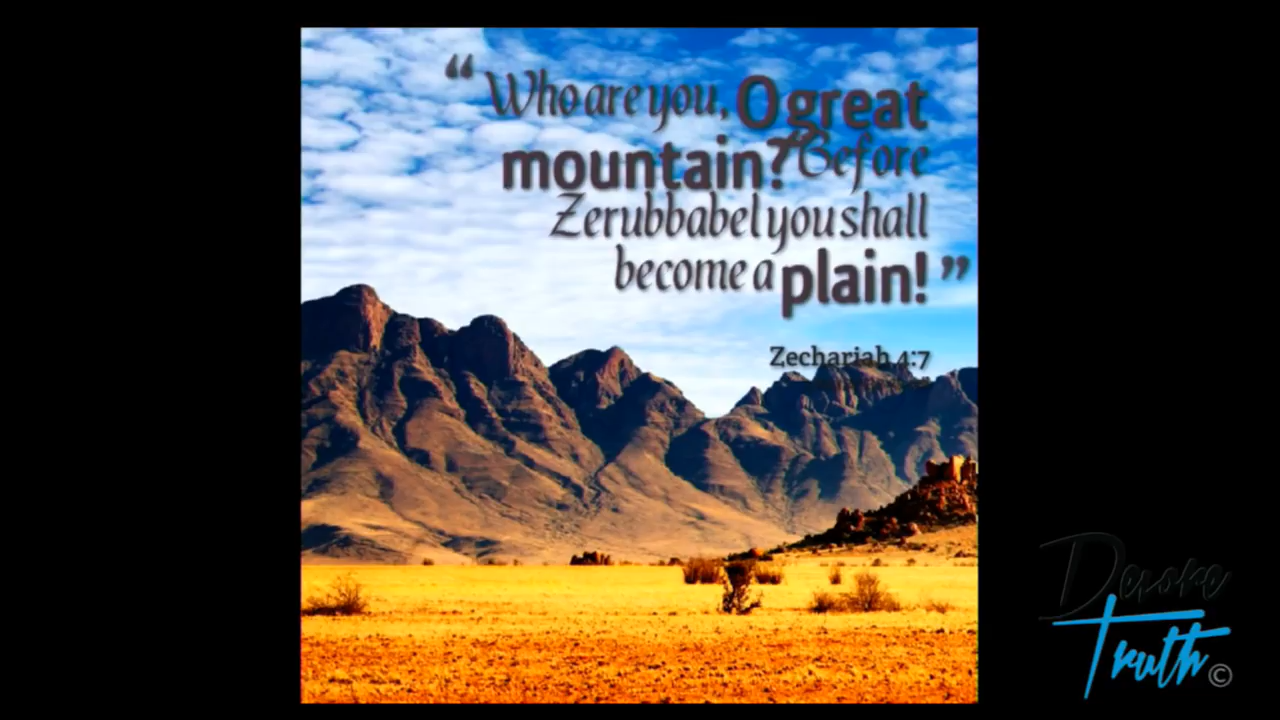 “ Who are you, O great
mountain? “Before
Zerubbabel you shall
become a plain! ”
Zechariah 4:7
Truth ©